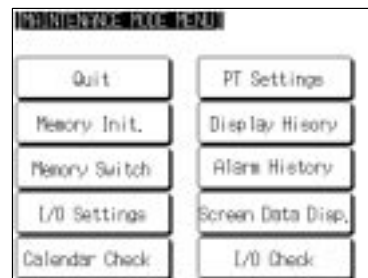 [MAINTENANCE MODE MENU]
Quit
PT Settings
Memory Init.
Display Hisory
Memory Switch
Alarm History
I/O Settings
Screen Data Disp.
Calendar Check
I/O Check